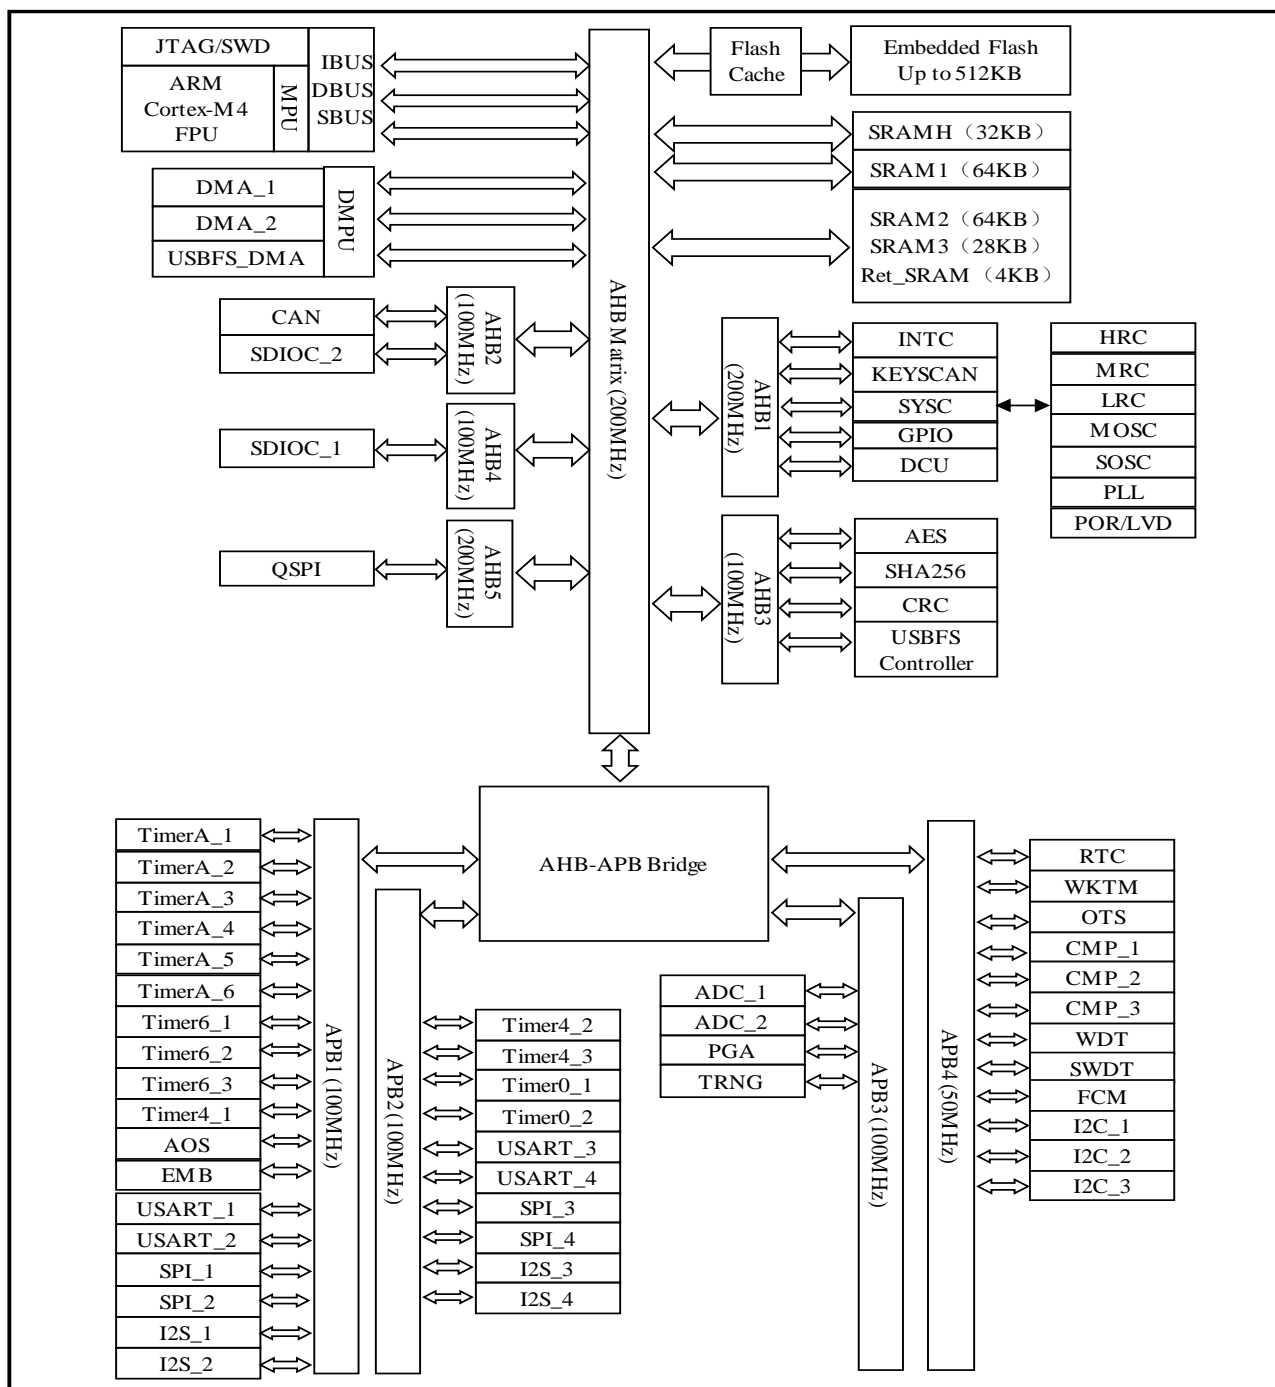 JTAG/SWD
ARM
Cortex-M4
FPU
MPU
IBUS
DBUS
SBUS
Flash
Cache
Embedded Flash
Up to 512KB
SRAMH（32KB）
SRAM1（64KB）
SRAM2（64KB）
SRAM3（28KB）
Ret_SRAM（4KB）
DMA_1
DMA_2
USBFS_DMA
DMPU
AHB Matrix (200MHz)
CAN
SDIOC_2
AHB2
(100MHz)
SDIOC_1
AHB4
(100MHz)
QSPI
AHB5
(200MHz)
AHB1
(200MHz)
INTC
KEYSCAN
SYSC
GPIO
DCU
HRC
MRC
LRC
MOSC
SOSC
PLL
POR/LVD
AHB3
(100MHz)
AES
SHA256
CRC
USBFS
Controller
AHB-APB Bridge
TimerA_1
TimerA_2
TimerA_3
TimerA_4
TimerA_5
TimerA_6
Timer6_1
Timer6_2
Timer6_3
Timer4_1
AOS
EMB
USART_1
USART_2
SPI_1
SPI_2
I2S_1
I2S_2
APB1 (100MHz)
APB2 (100MHz)
Timer4_2
Timer4_3
Timer0_1
Timer0_2
USART_3
USART_4
SPI_3
SPI_4
I2S_3
I2S_4
ADC_1
ADC_2
PGA
TRNG
APB3 (100MHz)
APB4 (50MHz)
RTC
WKTM
OTS
CMP_1
CMP_2
CMP_3
WDT
SWDT
FCM
I2C_1
I2C_2
I2C_3